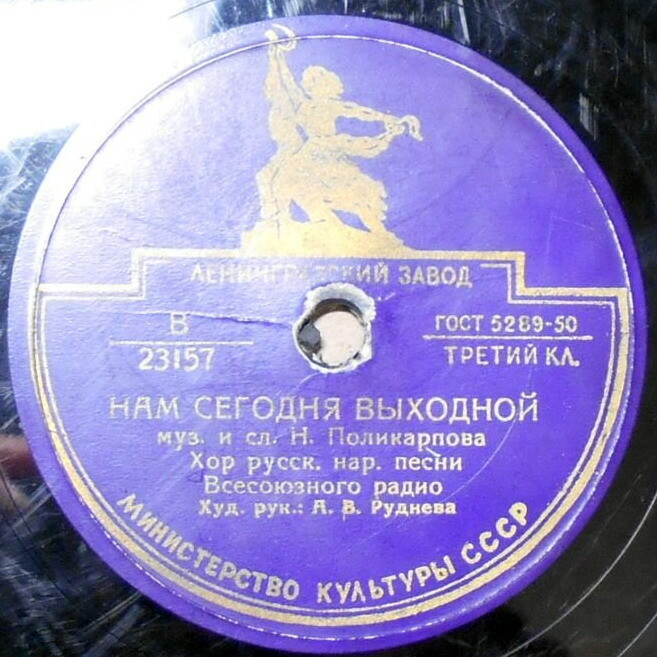 ЛЕНИНГРАДСКИЙ ЗАВОД
В
23157
ГОСТ 5289-50
ТРЕТИЙ КЛ.
НАМ СЕГОДНЯ ВЫХОДНОЙ
муз. и сл. Н. Поликарпова
Хор русск. нар. песни
Всесоюзного радио
Худ. рук.: А. В. Руднева
МИНИСТЕРСТВО КУЛЬТУРЫ СССР